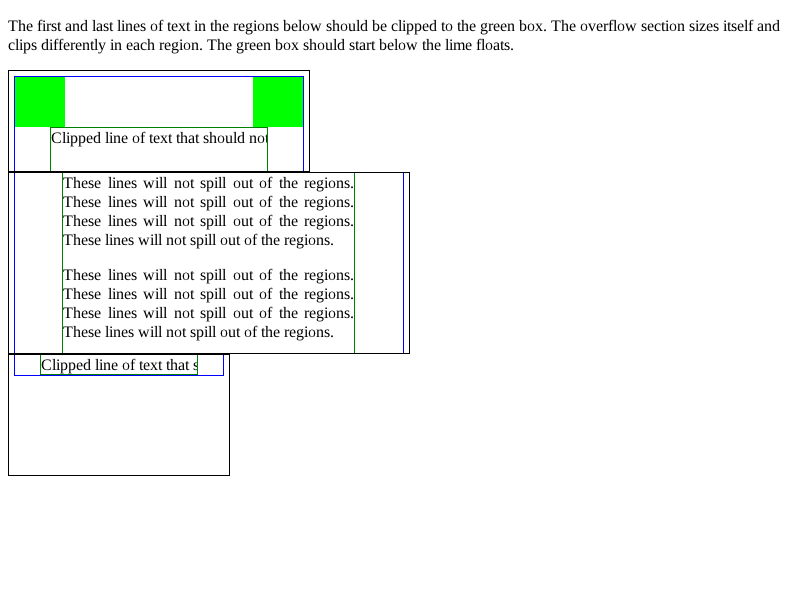 The first and last lines of text in the regions below should be clipped to the green box. The overflow section sizes itself and
clips differently in each region. The green box should start below the lime floats.
Clipped line of text that should not
These lines will not spill out of the regions.
These lines will not spill out of the regions.
These lines will not spill out of the regions.
These lines will not spill out of the regions.
These lines will not spill out of the regions.
These lines will not spill out of the regions.
These lines will not spill out of the regions.
These lines will not spill out of the regions.
Clipped line of text that s